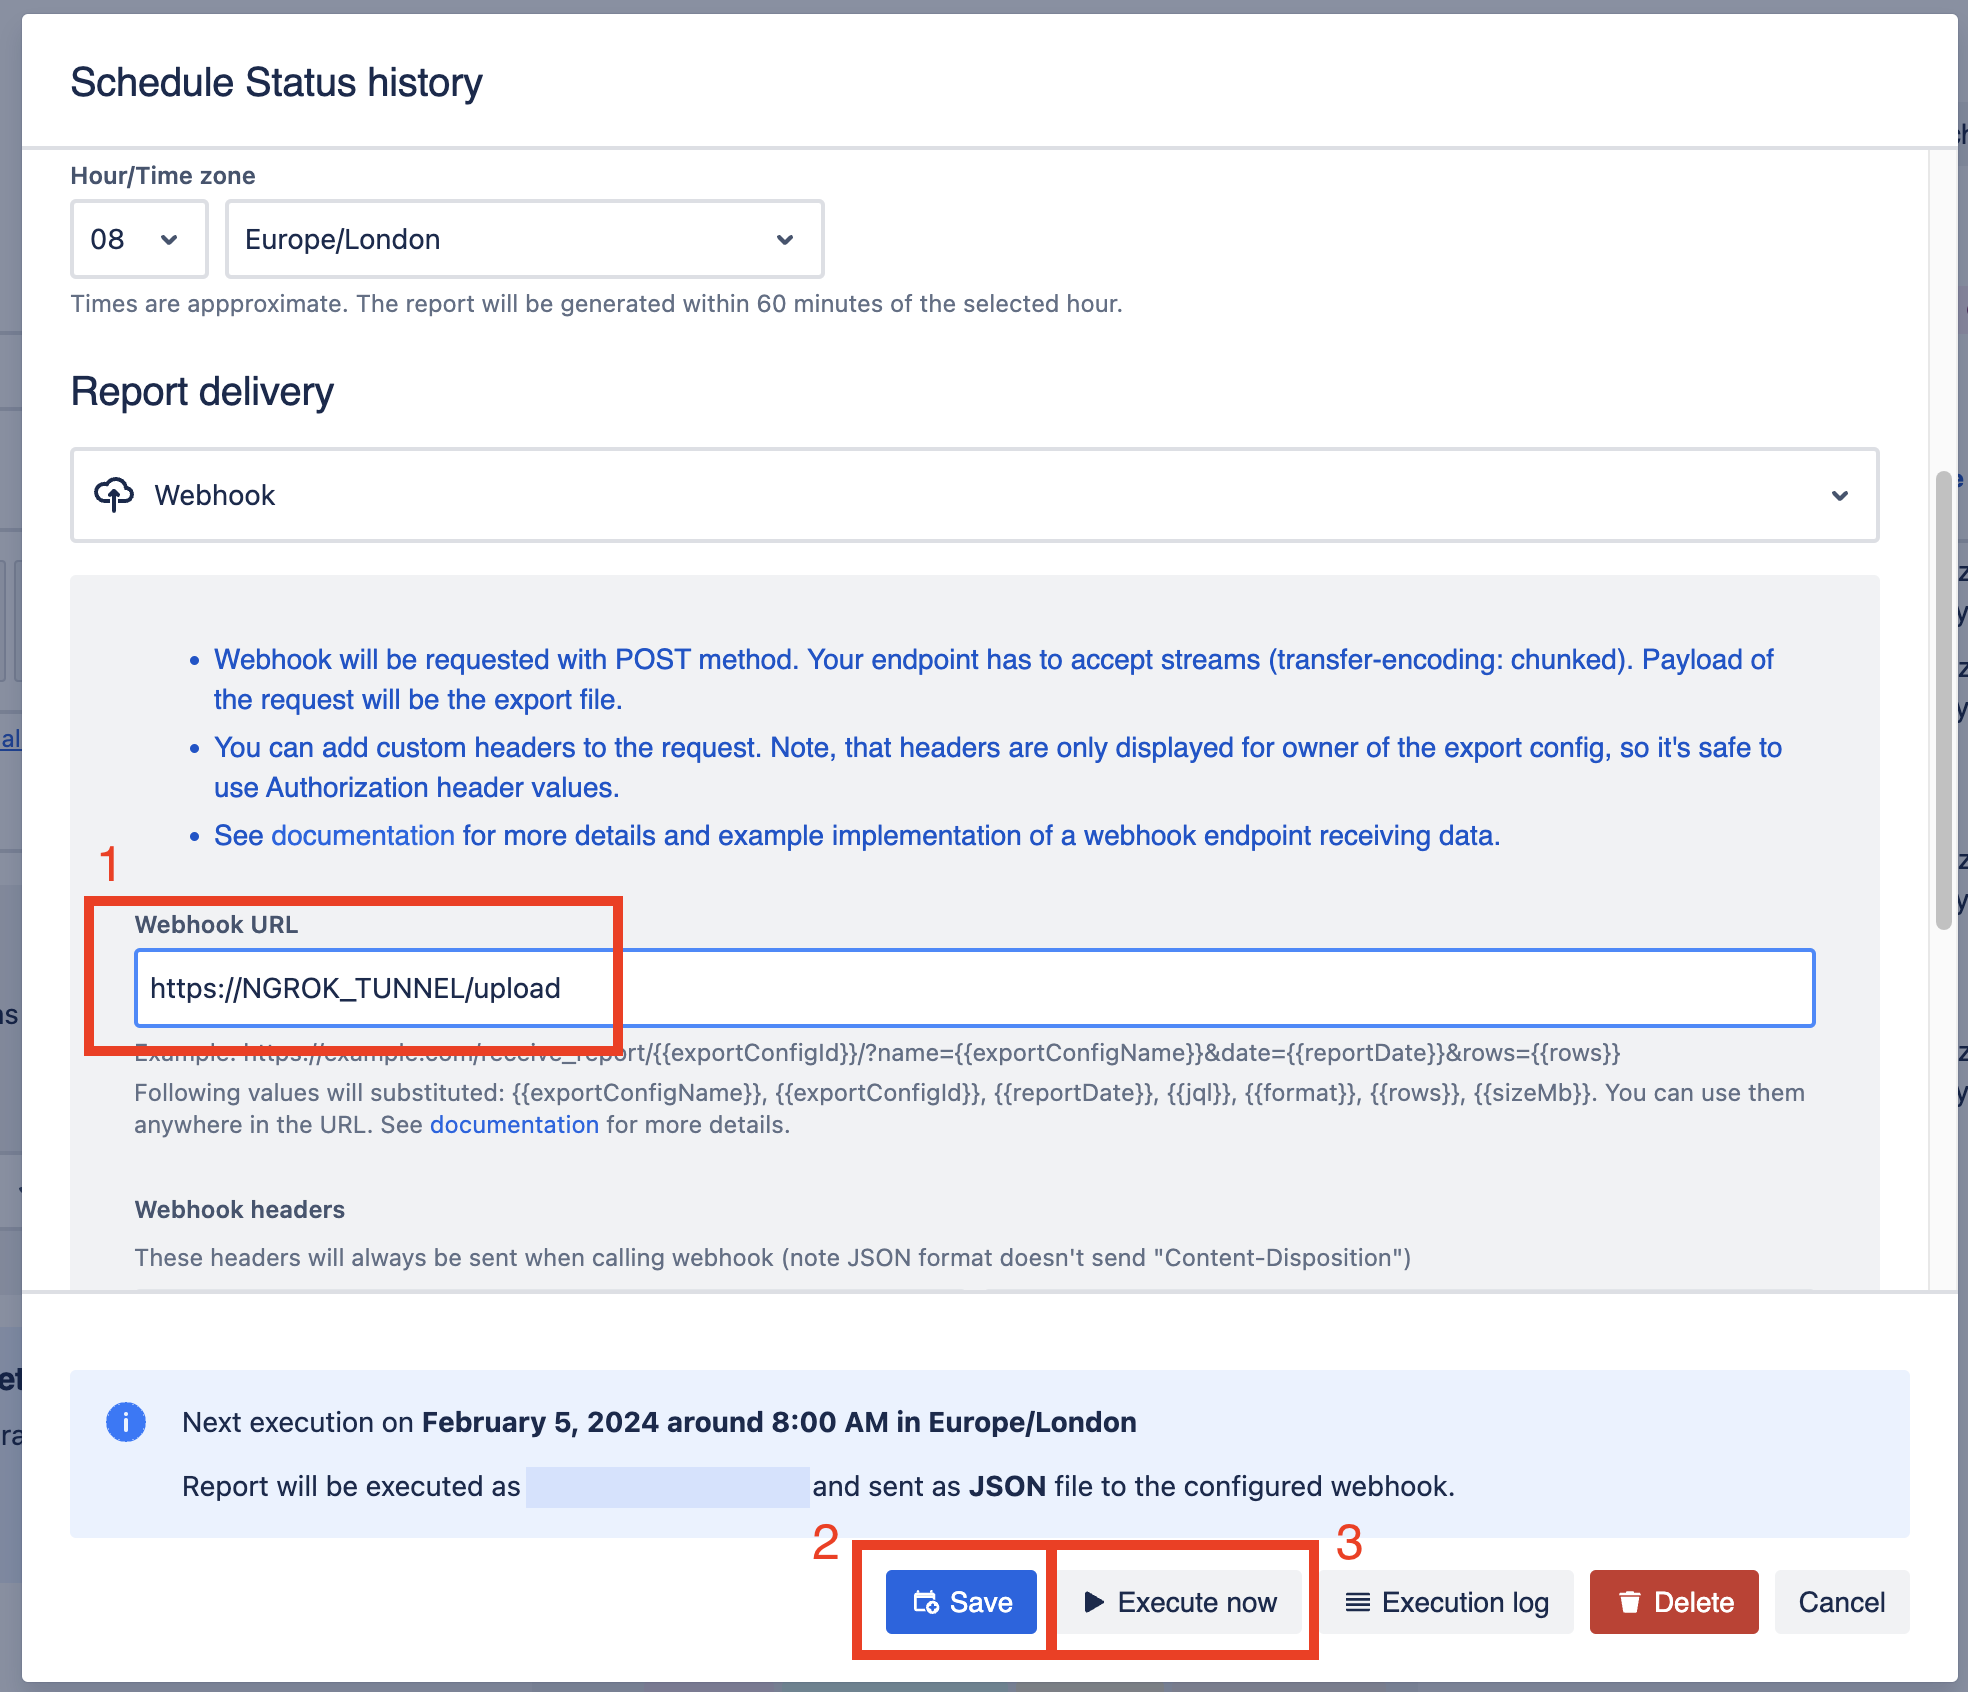 Schedule Status history
Hour/Time zone
08
Europe/London
Times are appproximate. The report will be generated within 60 minutes of the selected hour.
Report delivery
Webhook
• Webhook will be requested with POST method. Your endpoint has to accept streams (transfer-encoding: chunked). Payload of
the request will be the export file.
• You can add custom headers to the request. Note, that headers are only displayed for owner of the export config, so it's safe to
use Authorization header values.
• See documentation for more details and example implementation of a webhook endpoint receiving data.
1
Webhook URL
https://NGROK_TUNNEL/upload
Example: https://example.com/receive_report/{{exportConfigId}}/?name={{exportConfigName}}&date={{reportDate}}&rows={{rows}}
Following values will substituted: {{exportConfigName}}, {{exportConfigId}}, {{reportDate}}, {{jql}}, {{format}}, {{rows}}, {{sizeMb}}. You can use them
anywhere in the URL. See documentation for more details.
Webhook headers
These headers will always be sent when calling webhook (note JSON format doesn't send "Content-Disposition")
Next execution on February 5, 2024 around 8:00 AM in Europe/London
Report will be executed as and sent as JSON file to the configured webhook.
2
3
Save
Execute now
Execution log
Delete
Cancel